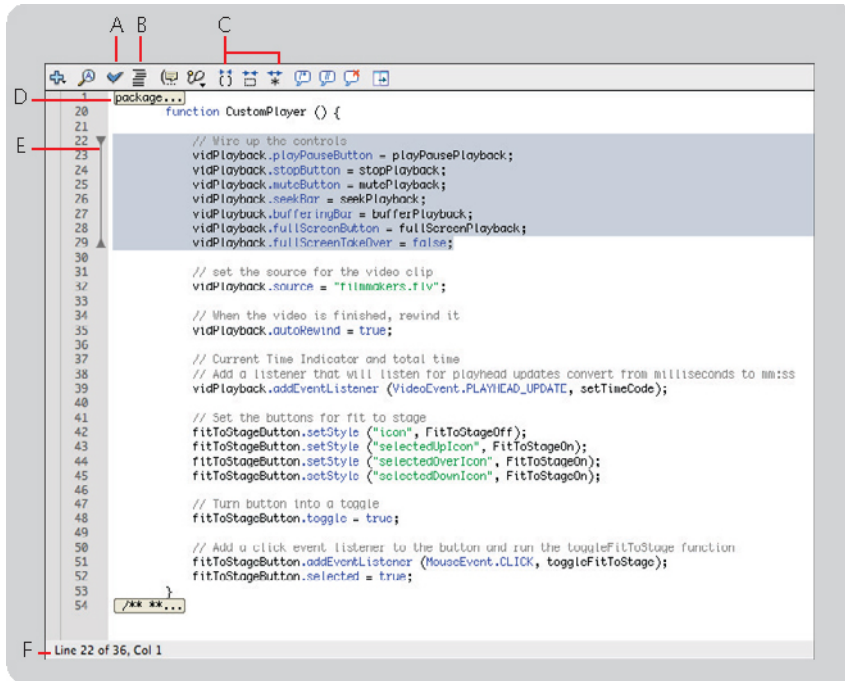 A B C
D
1 package...
20 function CustomPlayer () {
21
E
22 // Wire up the controls
23 vidPlayback.playPauseButton = playPausePlayback;
24 vidPlayback.stopButton = stopPlayback;
25 vidPlayback.muteButton = mutePlayback;
26 vidPlayback.seekBar = seekPlayback;
27 vidPlayback.bufferingBar = bufferPlayback;
28 vidPlayback.fullScreenButton = fullScreenPlayback;
29 vidPlayback.fullScreenTakeOver = false;
30
31 // set the source for the video clip
32 vidPlayback.source = "filmmakers.flv";
33
34 // When the video is finished, rewind it
35 vidPlayback.autoRewind = true;
36
37 // Current Time Indicator and total time
38 // Add a listener that will listen for playhead updates convert from milliseconds to mm:ss
39 vidPlayback.addEventListener (VideoEvent.PLAYHEAD_UPDATE, setTimeCode);
40
41 // Set the buttons for fit to stage
42 fitToStageButton.setStyle ("icon", FitToStageOff);
43 fitToStageButton.setStyle ("selectedUpIcon", FitToStageOn);
44 fitToStageButton.setStyle ("selectedOverIcon", FitToStageOn);
45 fitToStageButton.setStyle ("selectedDownIcon", FitToStageOn);
46
47 // Turn button into a toggle
48 fitToStageButton.toggle = true;
49
50 // Add a click event listener to the button and run the toggleFitToStage function
51 fitToStageButton.addEventListener (MouseEvent.CLICK, toggleFitToStage);
52 fitToStageButton.selected = true;
53 }
54 /** **...
F
Line 22 of 36, Col 1